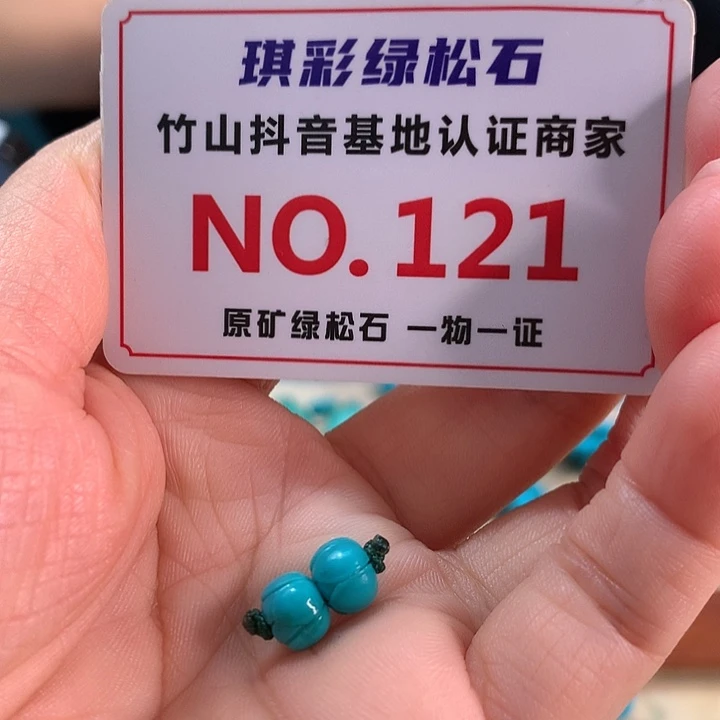 琪彩绿松石
竹山抖音基地认证商家
NO.121
原矿绿松石 一物一证